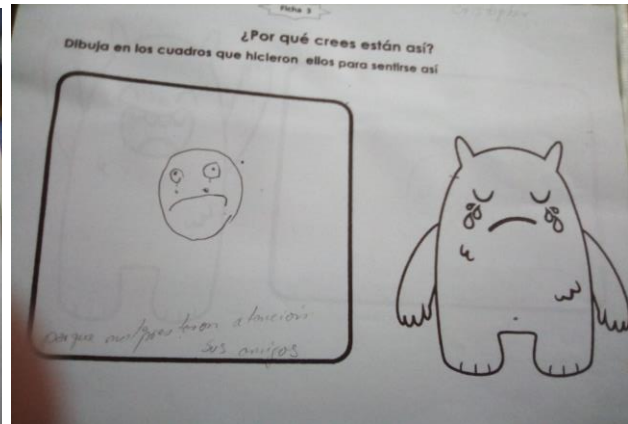 Ficha 3
¿Por qué crees están así?
Dibuja en los cuadros que hicieron ellos para sentirse así
porque no prestaron atención
sus amigos